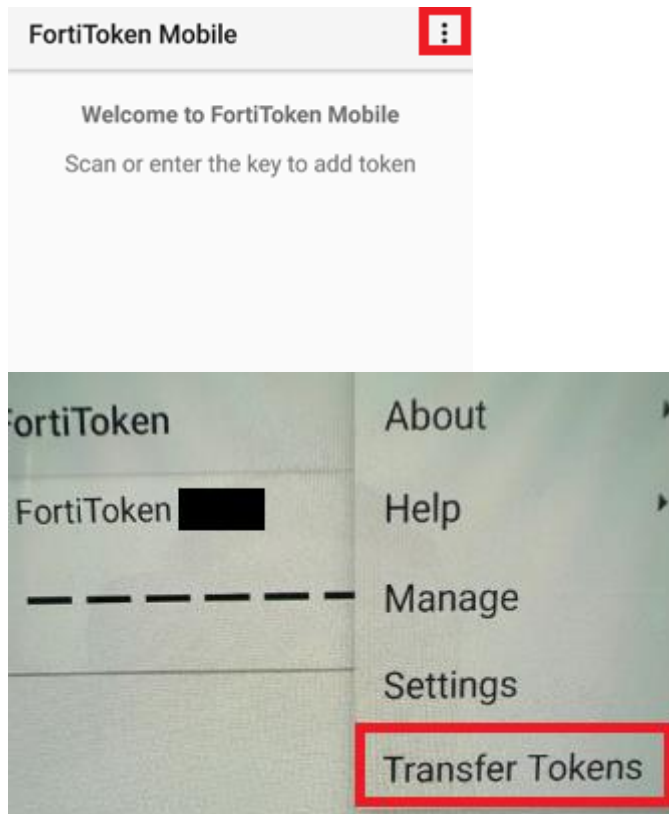 FortiToken Mobile
Welcome to FortiToken Mobile
Scan or enter the key to add token
FortiToken
About
FortiToken
Help
Manage
Settings
Transfer Tokens